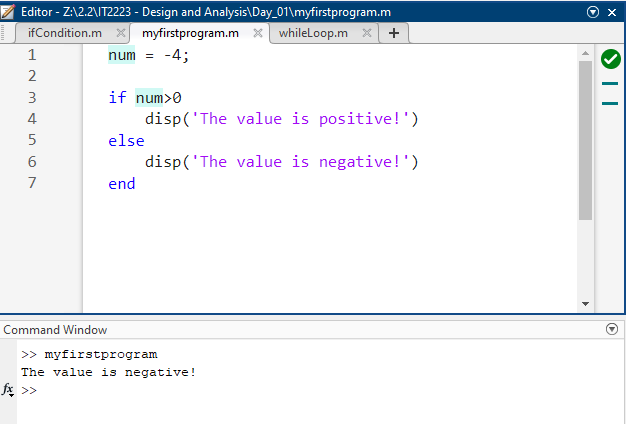 Editor - Z:\2.2\IT2223 - Design and Analysis\Day_01\myfirstprogram.m
ifCondition.m myfirstprogram.m whileLoop.m +
1 num = -4;
2
3 if num>0
4 disp('The value is positive!')
5 else
6 disp('The value is negative!')
7 end
Command Window
>> myfirstprogram
The value is negative!
fx >>